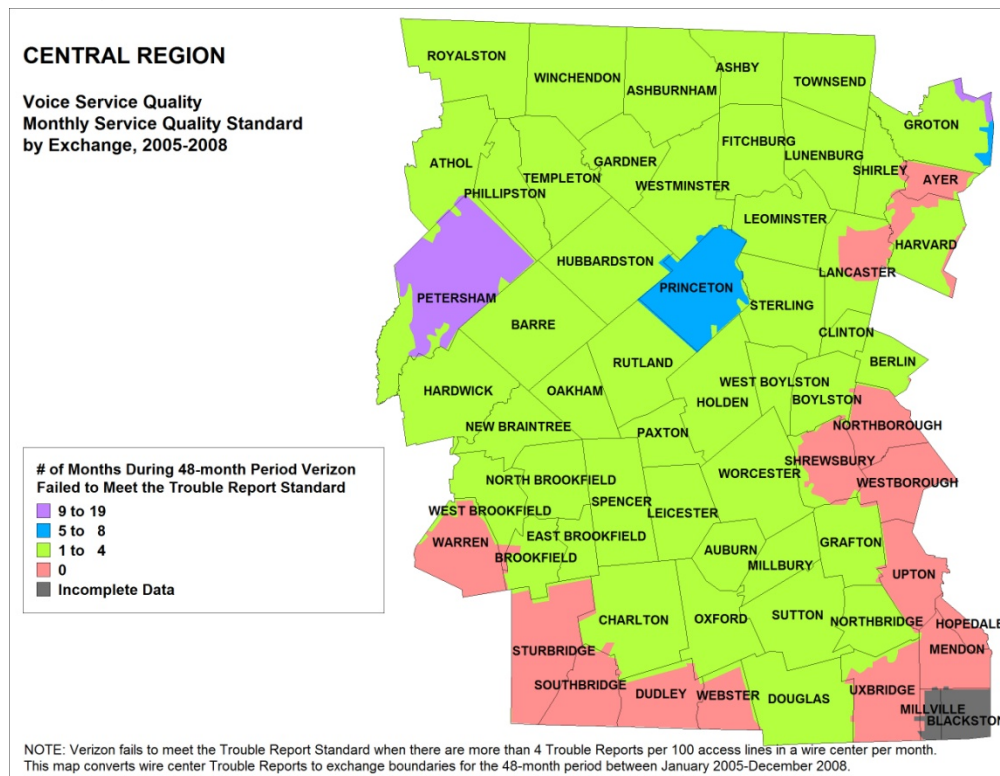 CENTRAL REGION
Voice Service Quality
Monthly Service Quality Standard
by Exchange, 2005-2008
ROYALSTON
WINCHENDON
ASHBURNHAM
ASHBY
TOWNSEND
GROTON
ATHOL
PHILLIPSTON
TEMPLETON
GARDNER
WESTMINSTER
FITCHBURG
LUNENBURG
SHIRLEY
AYER
LEOMINSTER
HARVARD
LANCASTER
HUBBARDSTON
PRINCETON
PETERSHAM
STERLING
BARRE
CLINTON
BERLIN
RUTLAND
WEST BOYLSTON
BOYLSTON
HARDWICK
OAKHAM
HOLDEN
NEW BRAINTREE
PAXTON
NORTHBOROUGH
SHREWSBURY
WORCESTER
WESTBOROUGH
NORTH BROOKFIELD
SPENCER
LEICESTER
WEST BROOKFIELD
EAST BROOKFIELD
WARREN
BROOKFIELD
AUBURN
MILLBURY
GRAFTON
UPTON
CHARLTON
OXFORD
SUTTON
NORTHBRIDGE
HOPEDALE
MENDON
STURBRIDGE
SOUTHBRIDGE
DUDLEY
WEBSTER
DOUGLAS
UXBRIDGE
MILLVILLE
BLACKSTON
# of Months During 48-month Period Verizon
Failed to Meet the Trouble Report Standard
9 to 19
5 to 8
1 to 4
0
Incomplete Data
NOTE: Verizon fails to meet the Trouble Report Standard when there are more than 4 Trouble Reports per 100 access lines in a wire center per month.
This map converts wire center Trouble Reports to exchange boundaries for the 48-month period between January 2005-December 2008.